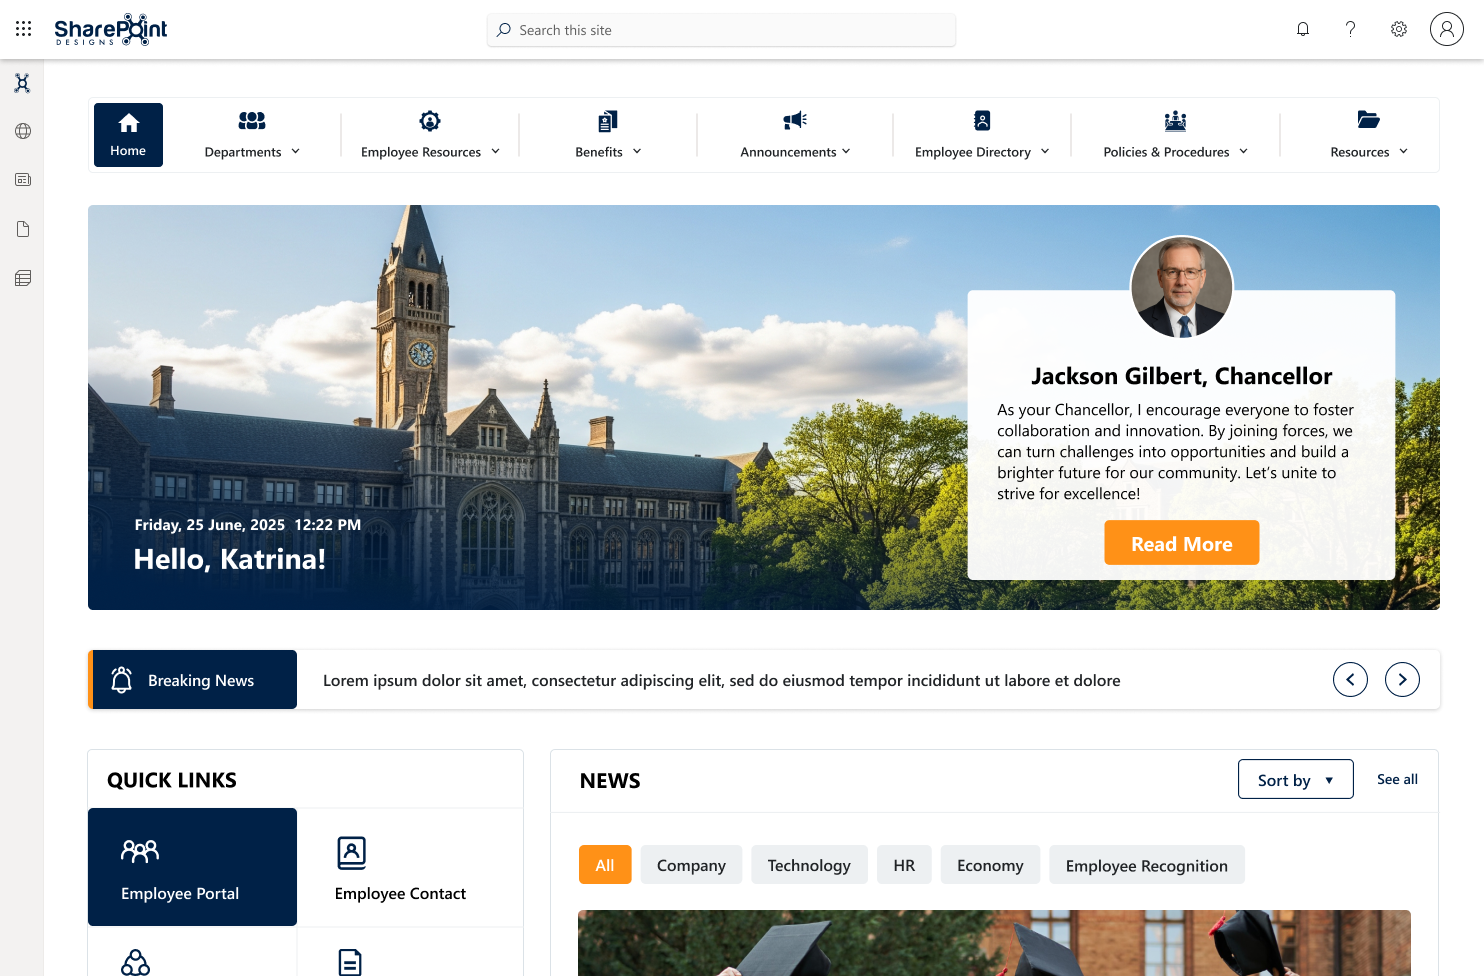 SharePoint
DESIGNS
Search this site
Home
Departments
Employee Resources
Benefits
Announcements
Employee Directory
Policies & Procedures
Resources
Jackson Gilbert, Chancellor
As your Chancellor, I encourage everyone to foster
collaboration and innovation. By joining forces, we
can turn challenges into opportunities and build a
brighter future for our community. Let's unite to
strive for excellence!
Read More
Friday, 25 June, 2025 12:22 PM
Hello, Katrina!
Breaking News
Lorem ipsum dolor sit amet, consectetur adipiscing elit, sed do eiusmod tempor incididunt ut labore et dolore
QUICK LINKS
Employee Portal
Employee Contact
NEWS
Sort by
See all
All
Company
Technology
HR
Economy
Employee Recognition